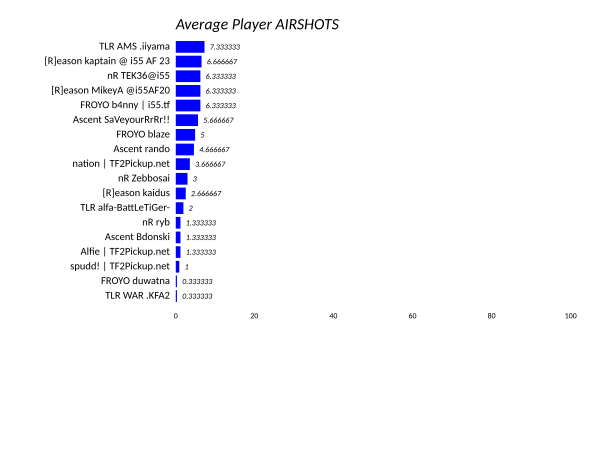 Average Player AIRSHOTS
TLR AMS .iiyama 7.333333
[R]eason kaptain @ i55 AF 23 6.666667
nR TEK36@i55 6.333333
[R]eason MikeyA @i55AF20 6.333333
FROYO b4nny | i55.tf 6.333333
Ascent SaVeyourRrRr!! 5.666667
FROYO blaze 5
Ascent rando 4.666667
nation | TF2Pickup.net 3.666667
nR Zebbosai 3
[R]eason kaidus 2.666667
TLR alfa-BattLeTiGer- 2
nR ryb 1.333333
Ascent Bdonski 1.333333
Alfie | TF2Pickup.net 1.333333
spudd! | TF2Pickup.net 1
FROYO duwatna 0.333333
TLR WAR .KFA2 0.333333
0 20 40 60 80 100